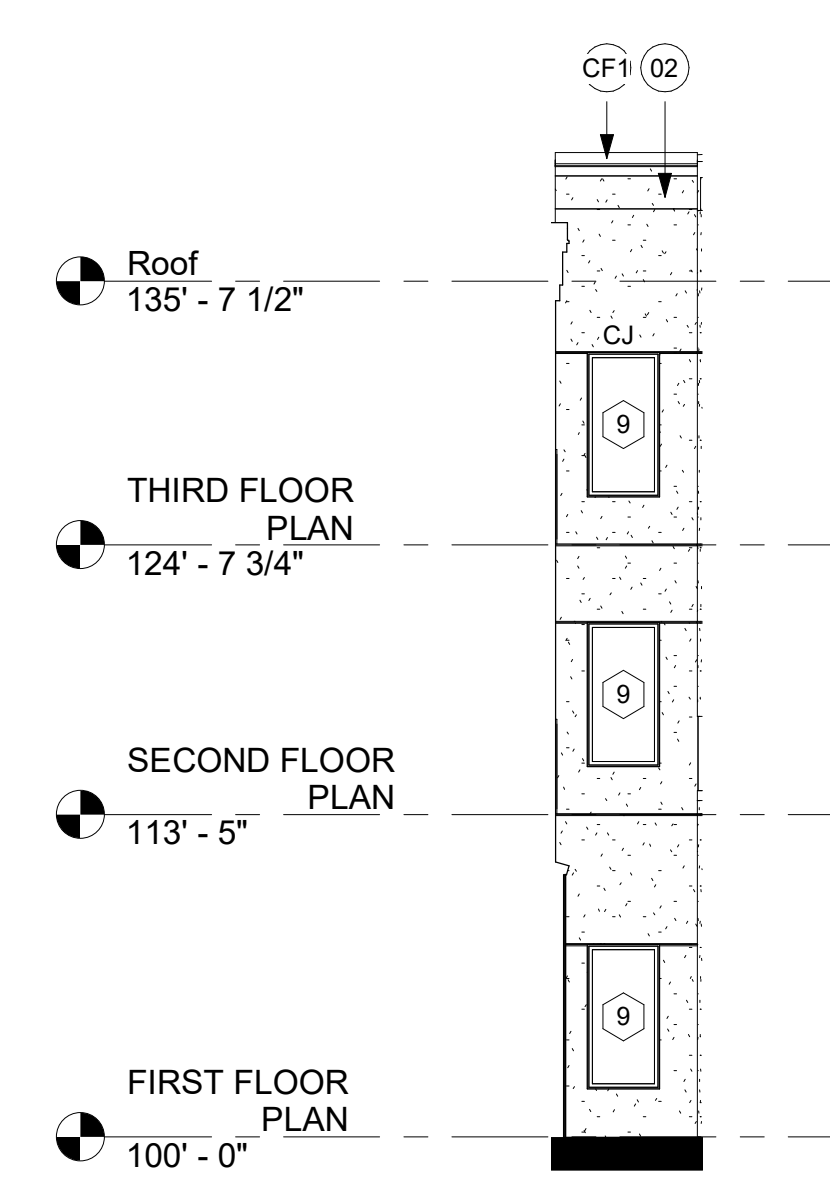 CF1 02
Roof
135' - 7 1/2"
CJ
9
THIRD FLOOR
PLAN
124' - 7 3/4"
9
SECOND FLOOR
PLAN
113' - 5"
9
FIRST FLOOR
PLAN
100' - 0"